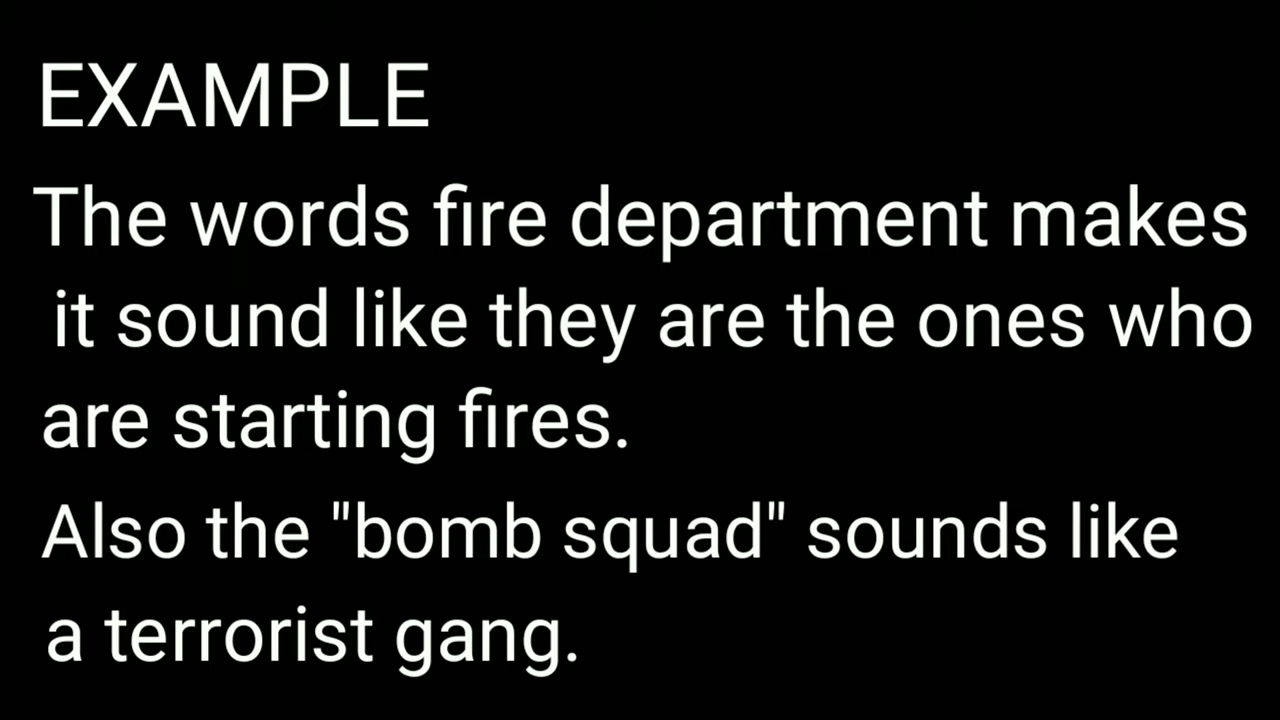 EXAMPLE
The words fire department makes
it sound like they are the ones who
are starting fires.
Also the "bomb squad" sounds like
a terrorist gang.